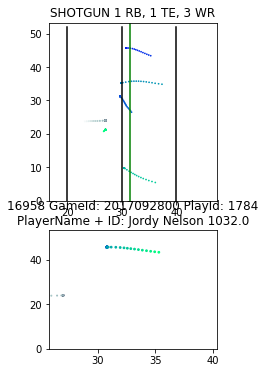 SHOTGUN 1 RB, 1 TE, 3 WR
50
40
30
20
10
0
20 30 40
16958 GameId: 2017092800 PlayId: 1784
PlayerName + ID: Jordy Nelson 1032.0
40
20
0
30 35 40